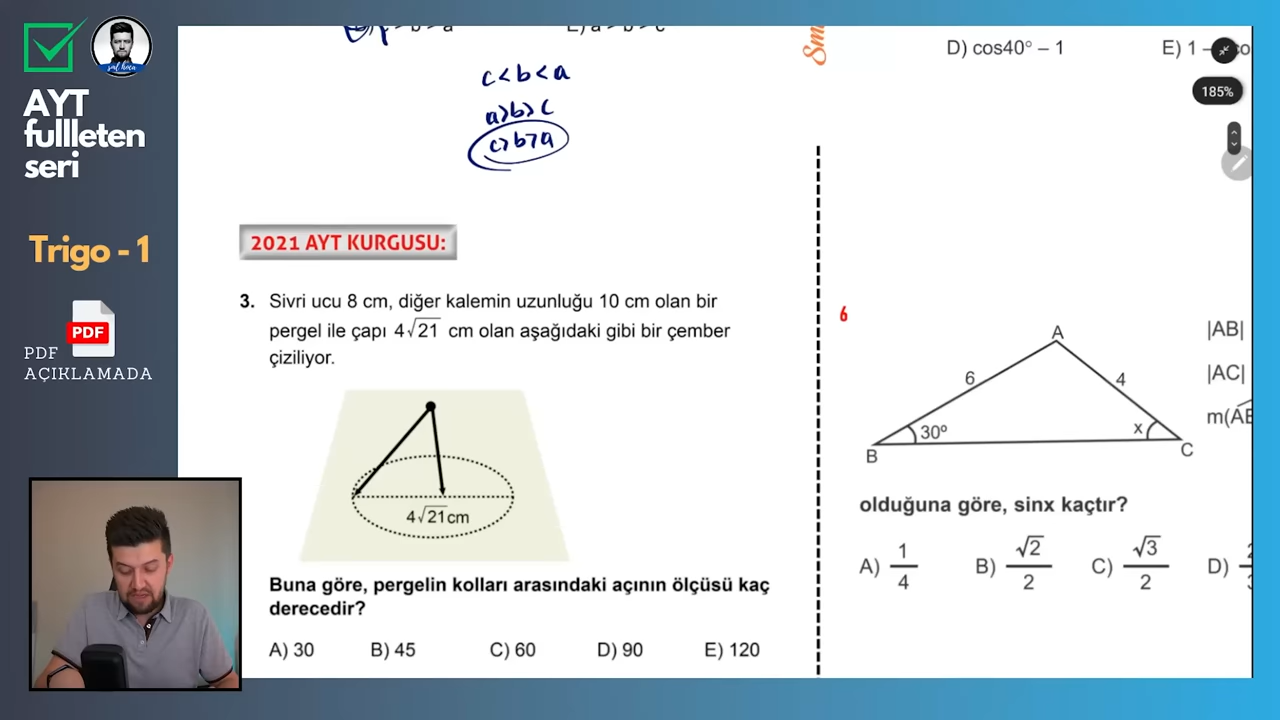 AYT
fullleten
seri
Trigo - 1
PDF
PDF
AÇIKLAMADA
c < b < a
a > b > c
c > b > a
2021 AYT KURGUSU:
3. Sivri ucu 8 cm, diğer kalemin uzunluğu 10 cm olan bir
pergel ile çapı 4√21 cm olan aşağıdaki gibi bir çember
çiziliyor.
4√21 cm
Buna göre, pergelin kolları arasındaki açının ölçüsü kaç
derecedir?
A) 30 B) 45 C) 60 D) 90 E) 120
D) cos40° – 1 E) 1 –
185%
6
A
6
4
30º
x
B
C
|AB|
|AC|
olduğuna göre, sinx kaçtır?
A) 1/4 B) √2/2 C) √3/2 D)